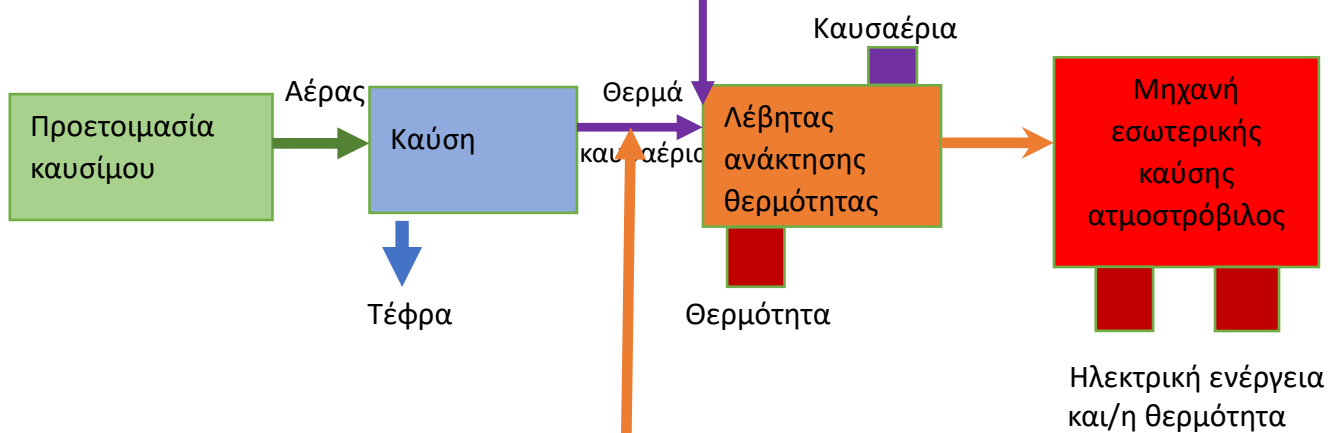 Καυσαέρια
Αέρας
Θερμά
καυσαέρια
Προετοιμασία
καυσίμου
Καύση
Λέβητας
ανάκτησης
θερμότητας
Μηχανή
εσωτερικής
καύσης
ατμοστρόβιλος
Τέφρα
Θερμότητα
Ηλεκτρική ενέργεια
και/η θερμότητα